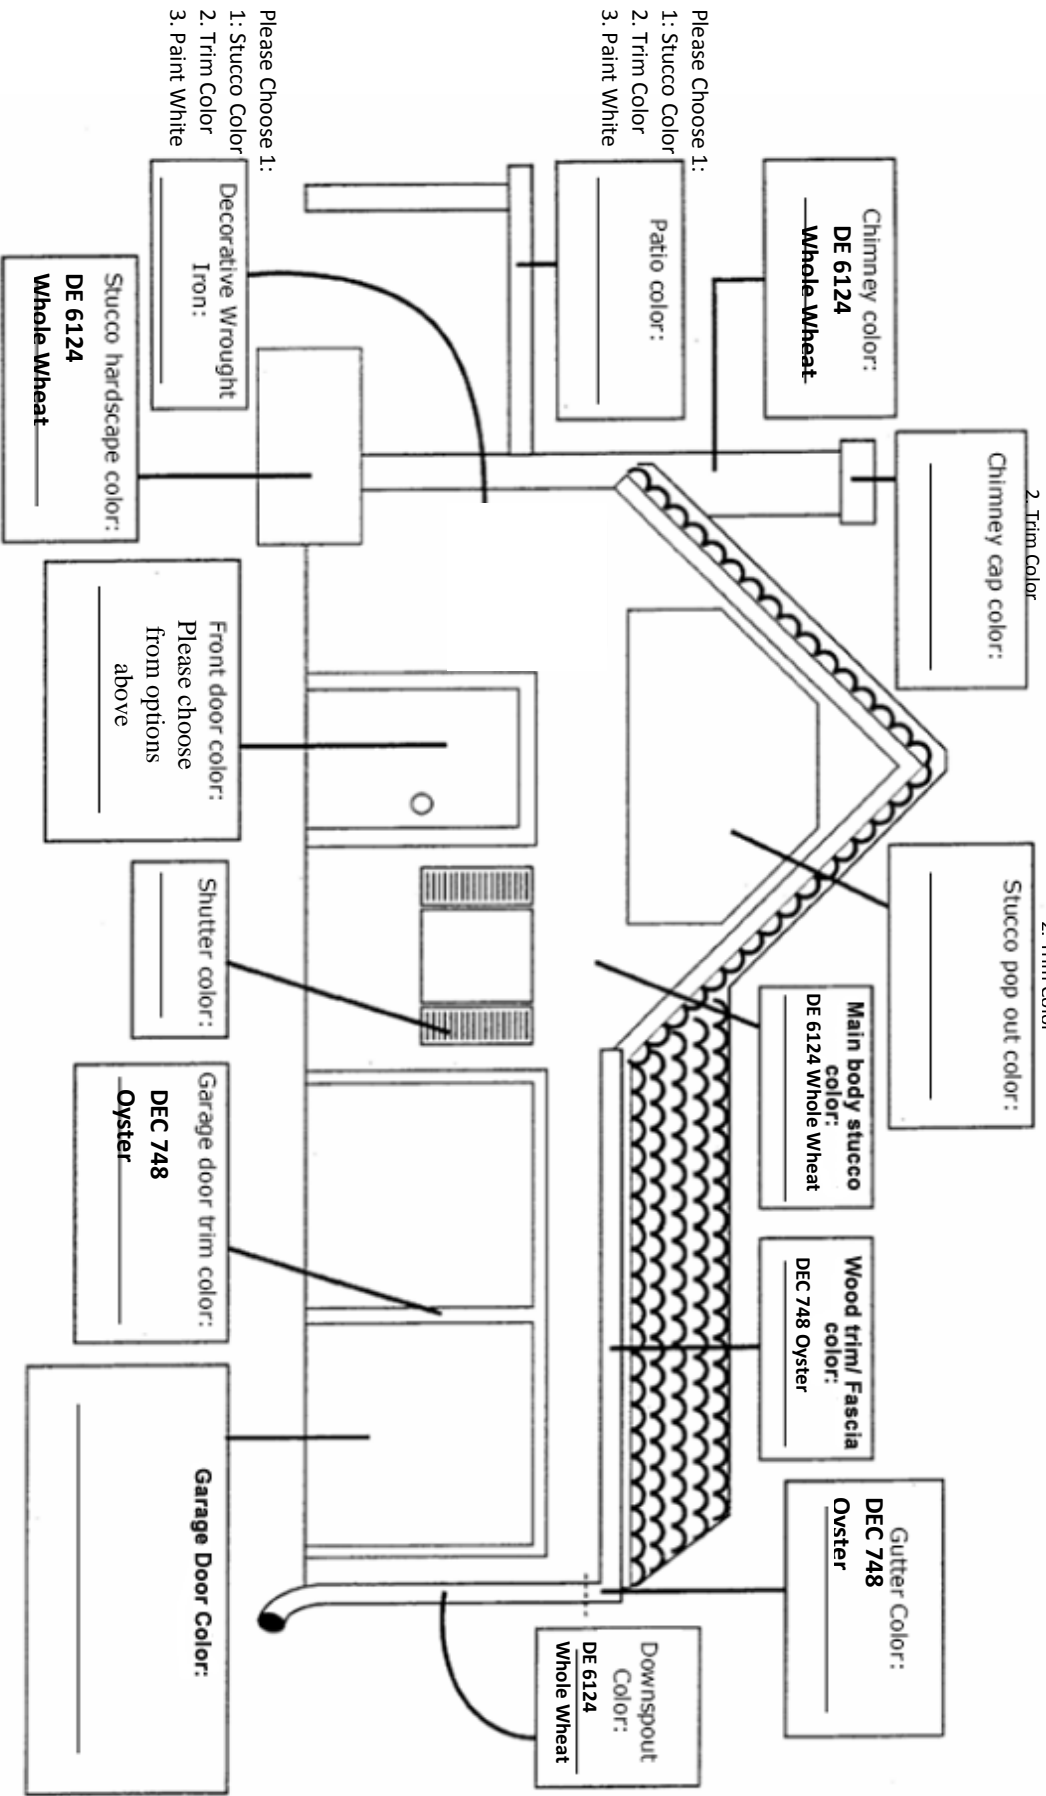 2. Trim Color
2. Trim Color
Chimney cap color:
Stucco pop out color:
Chimney color:
DE 6124
Whole Wheat
Main body stucco
color:
DE 6124 Whole Wheat
Wood trim/ Fascia
color:
DEC 748 Oyster
Gutter Color:
DEC 748
Oyster
Please Choose 1:
1: Stucco Color
2. Trim Color
3. Paint White
Patio color:
Downspout
Color:
DE 6124
Whole Wheat
Please Choose 1:
1: Stucco Color
2. Trim Color
3. Paint White
Decorative Wrought
Iron:
Stucco hardscape color:
DE 6124
Whole Wheat
Front door color:
Please choose
from options
above
Shutter color:
Garage door trim color:
DEC 748
Oyster
Garage Door Color: